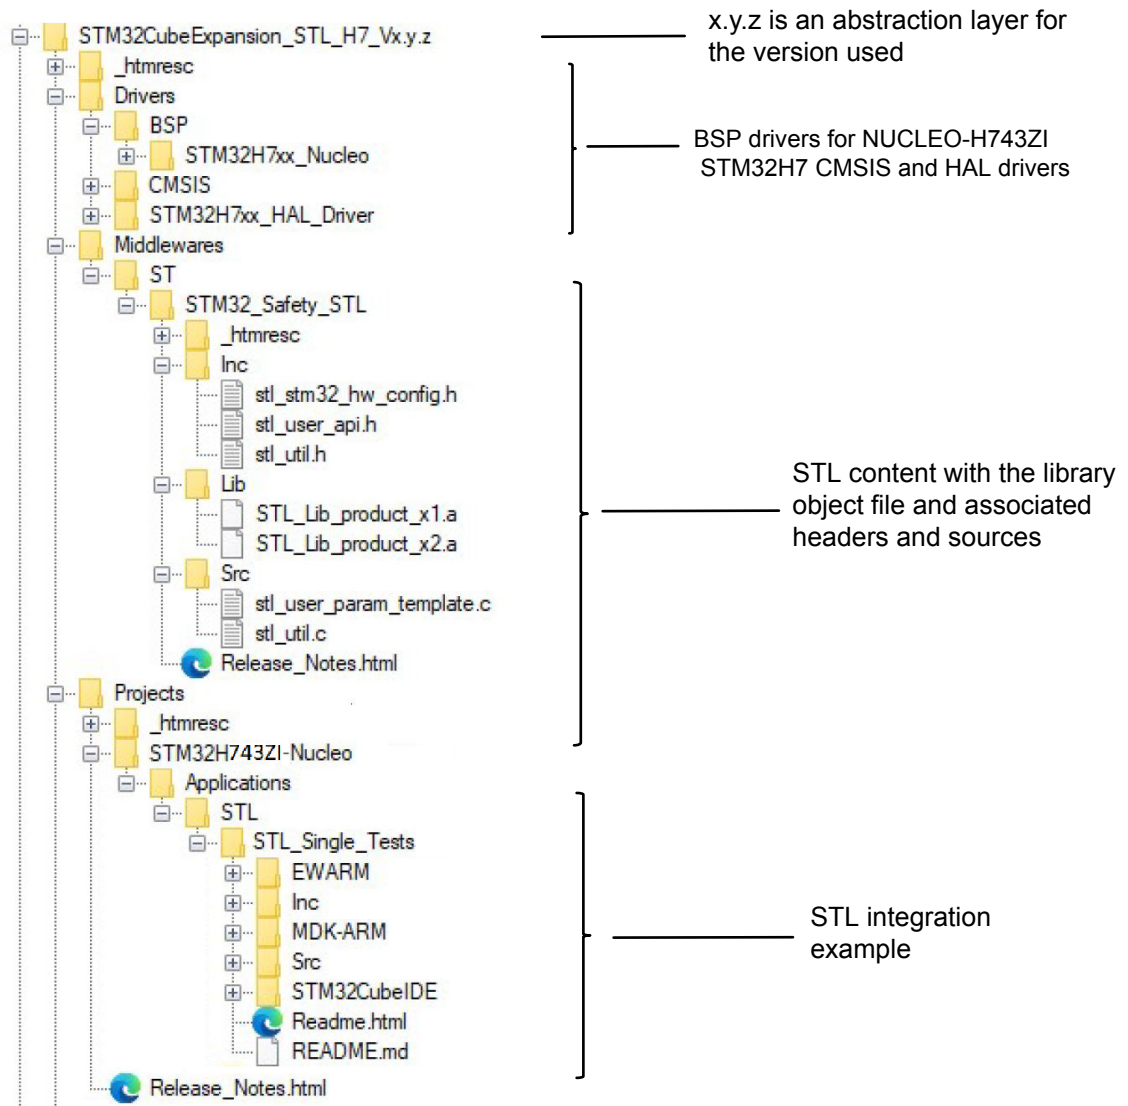 STM32CubeExpansion_STL_H7_Vx.y.z
x.y.z is an abstraction layer for
the version used
_htmresc
Drivers
BSP
STM32H7xx_Nucleo
CMSIS
STM32H7xx_HAL_Driver
BSP drivers for NUCLEO-H743ZI
STM32H7 CMSIS and HAL drivers
Middlewares
ST
STM32_Safety_STL
_htmresc
Inc
stl_stm32_hw_config.h
stl_user_api.h
stl_util.h
Lib
STL_Lib_product_x1.a
STL_Lib_product_x2.a
Src
stl_user_param_template.c
stl_util.c
Release_Notes.html
STL content with the library
object file and associated
headers and sources
Projects
_htmresc
STM32H743ZI-Nucleo
Applications
STL
STL_Single_Tests
EWARM
Inc
MDK-ARM
Src
STM32CubeIDE
Readme.html
README.md
STL integration
example
Release_Notes.html